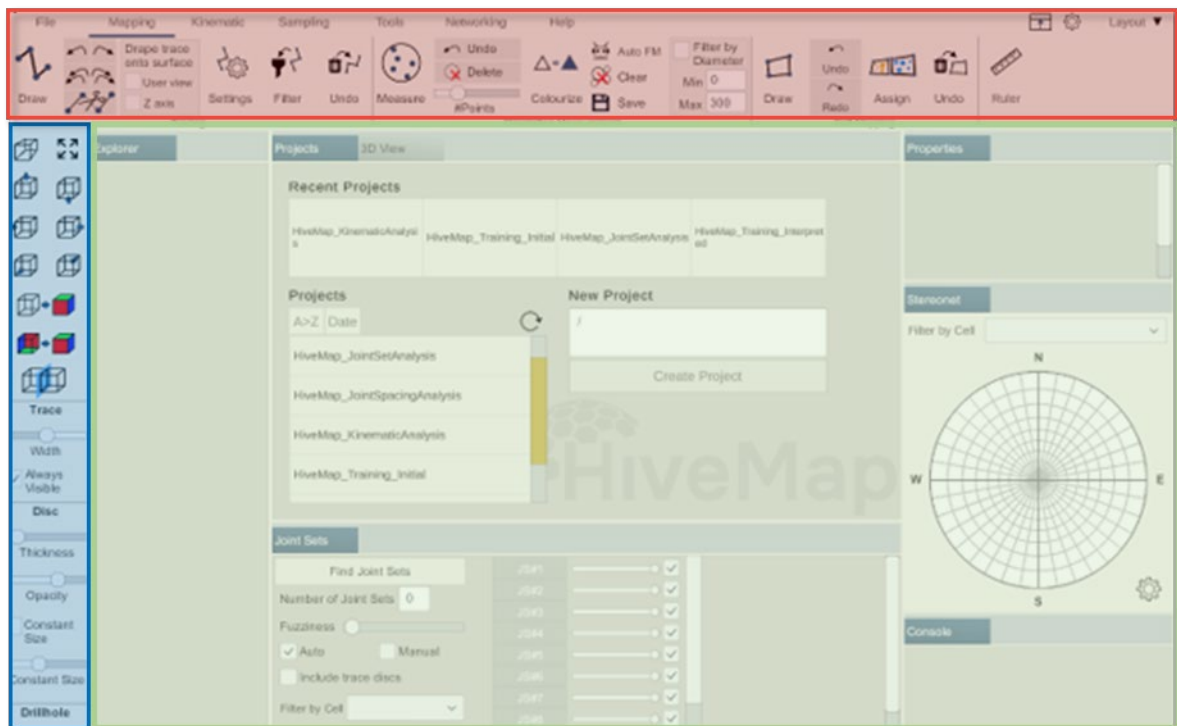 File Mapping Kinematic Sampling Tools Networking Help Layout ▼
Drape trace
onto surface
User view
Z axis
Draw Settings Filter Undo Measure
Undo
Delete
#Points
Colourize
Auto FM
Clear
Save
Filter by
Diameter
Min 0
Max 300
Draw
Undo
Redo
Assign Undo Ruler
Explorer
Projects 3D View
Recent Projects
HiveMap_KinematicAnalysi
s
HiveMap_Training_Initial
HiveMap_JointSetAnalysis
HiveMap_Training_Interpret
ed
Projects
A>Z Date
HiveMap_JointSetAnalysis
HiveMap_JointSpacingAnalysis
HiveMap_KinematicAnalysis
HiveMap_Training_Initial
New Project
/
Create Project
HiveMap
Joint Sets
Find Joint Sets
Number of Joint Sets 0
Fuzziness
Auto Manual
Include trace discs
Filter by Cell
JS#1
JS#2
JS#3
JS#4
JS#5
JS#6
JS#7
JS#8
Properties
Stereonet
Filter by Cell
N
W E
S
Console
Trace
Width
Always
Visible
Disc
Thickness
Opacity
Constant
Size
Constant Size
Drillhole